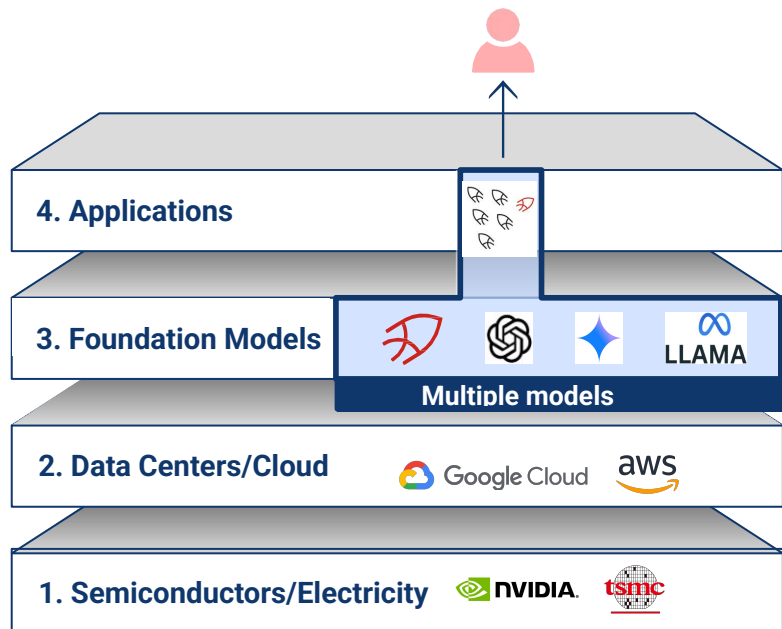 4. Applications
3. Foundation Models
LLAMA
Multiple models
2. Data Centers/Cloud
Google Cloud
aws
1. Semiconductors/Electricity
NVIDIA.
tsmc